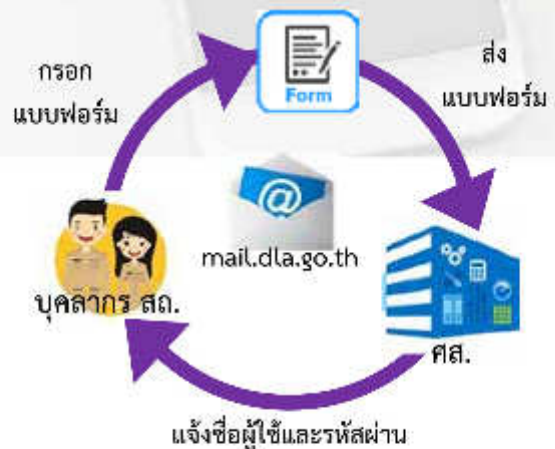 กรอก
แบบฟอร์ม
Form
ส่ง
แบบฟอร์ม
@
mail.dla.go.th
บุคลากร สถ.
ศส.
แจ้งชื่อผู้ใช้และรหัสผ่าน